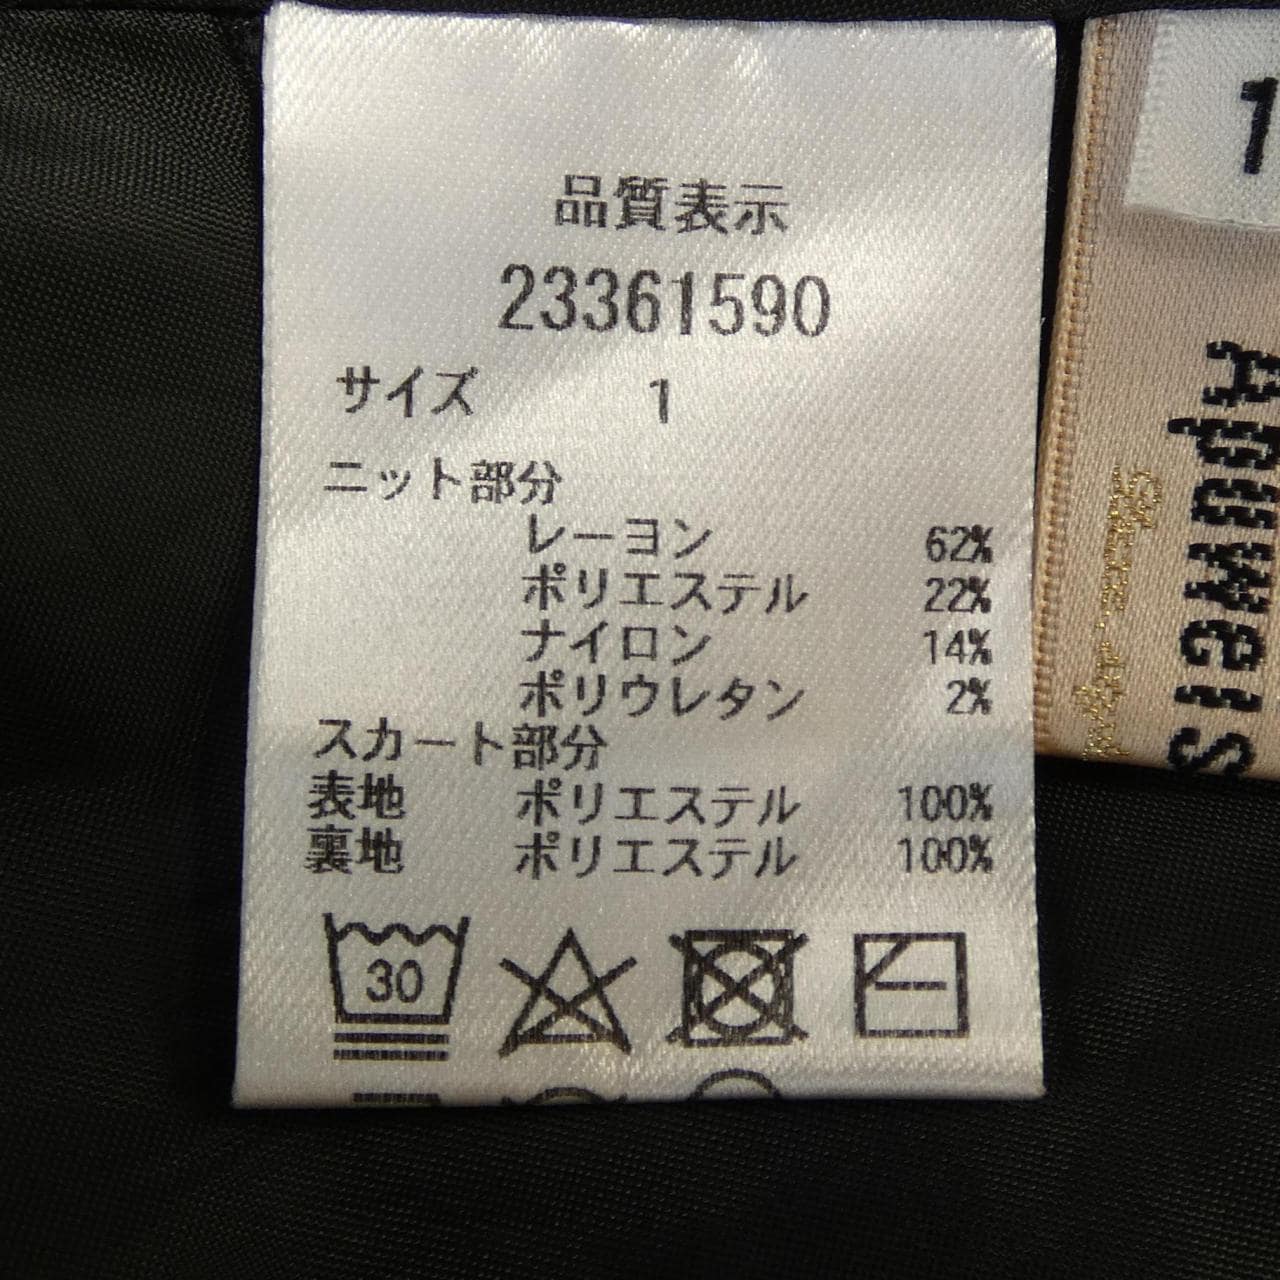 品質表示
23361590
サイズ 1
ニット部分
レーヨン 62%
ポリエステル 22%
ナイロン 14%
ポリウレタン 2%
スカート部分
表地 ポリエステル 100%
裏地 ポリエステル 100%
30
1
Apuweis